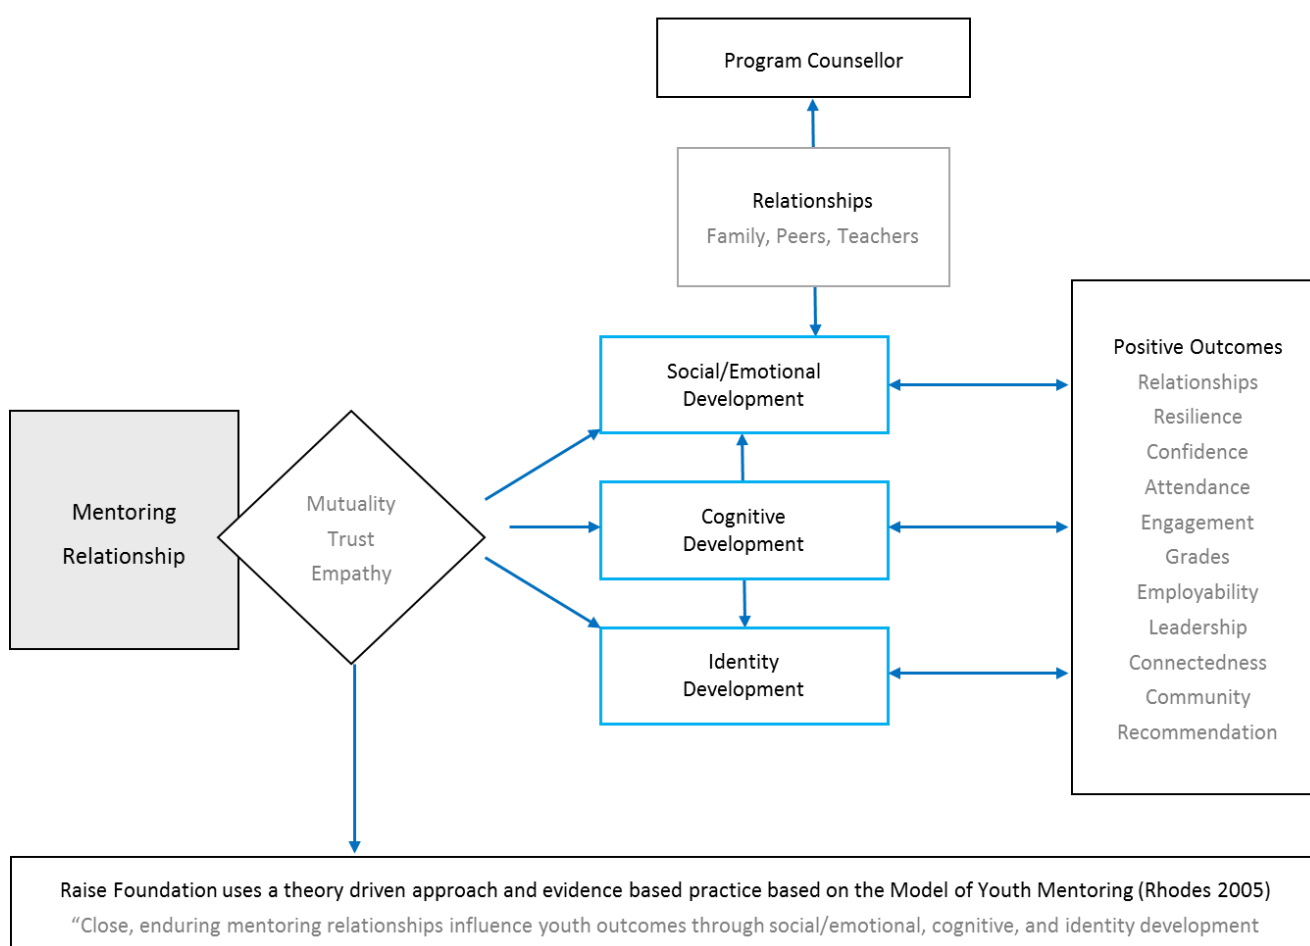 Program Counsellor
Relationships
Family, Peers, Teachers
Social/Emotional
Development
Mentoring
Relationship
Mutuality
Trust
Empathy
Cognitive
Development
Identity
Development
Positive Outcomes
Relationships
Resilience
Confidence
Attendance
Engagement
Grades
Employability
Leadership
Connectedness
Community
Recommendation
Raise Foundation uses a theory driven approach and evidence based practice based on the Model of Youth Mentoring (Rhodes 2005)
“Close, enduring mentoring relationships influence youth outcomes through social/emotional, cognitive, and identity development